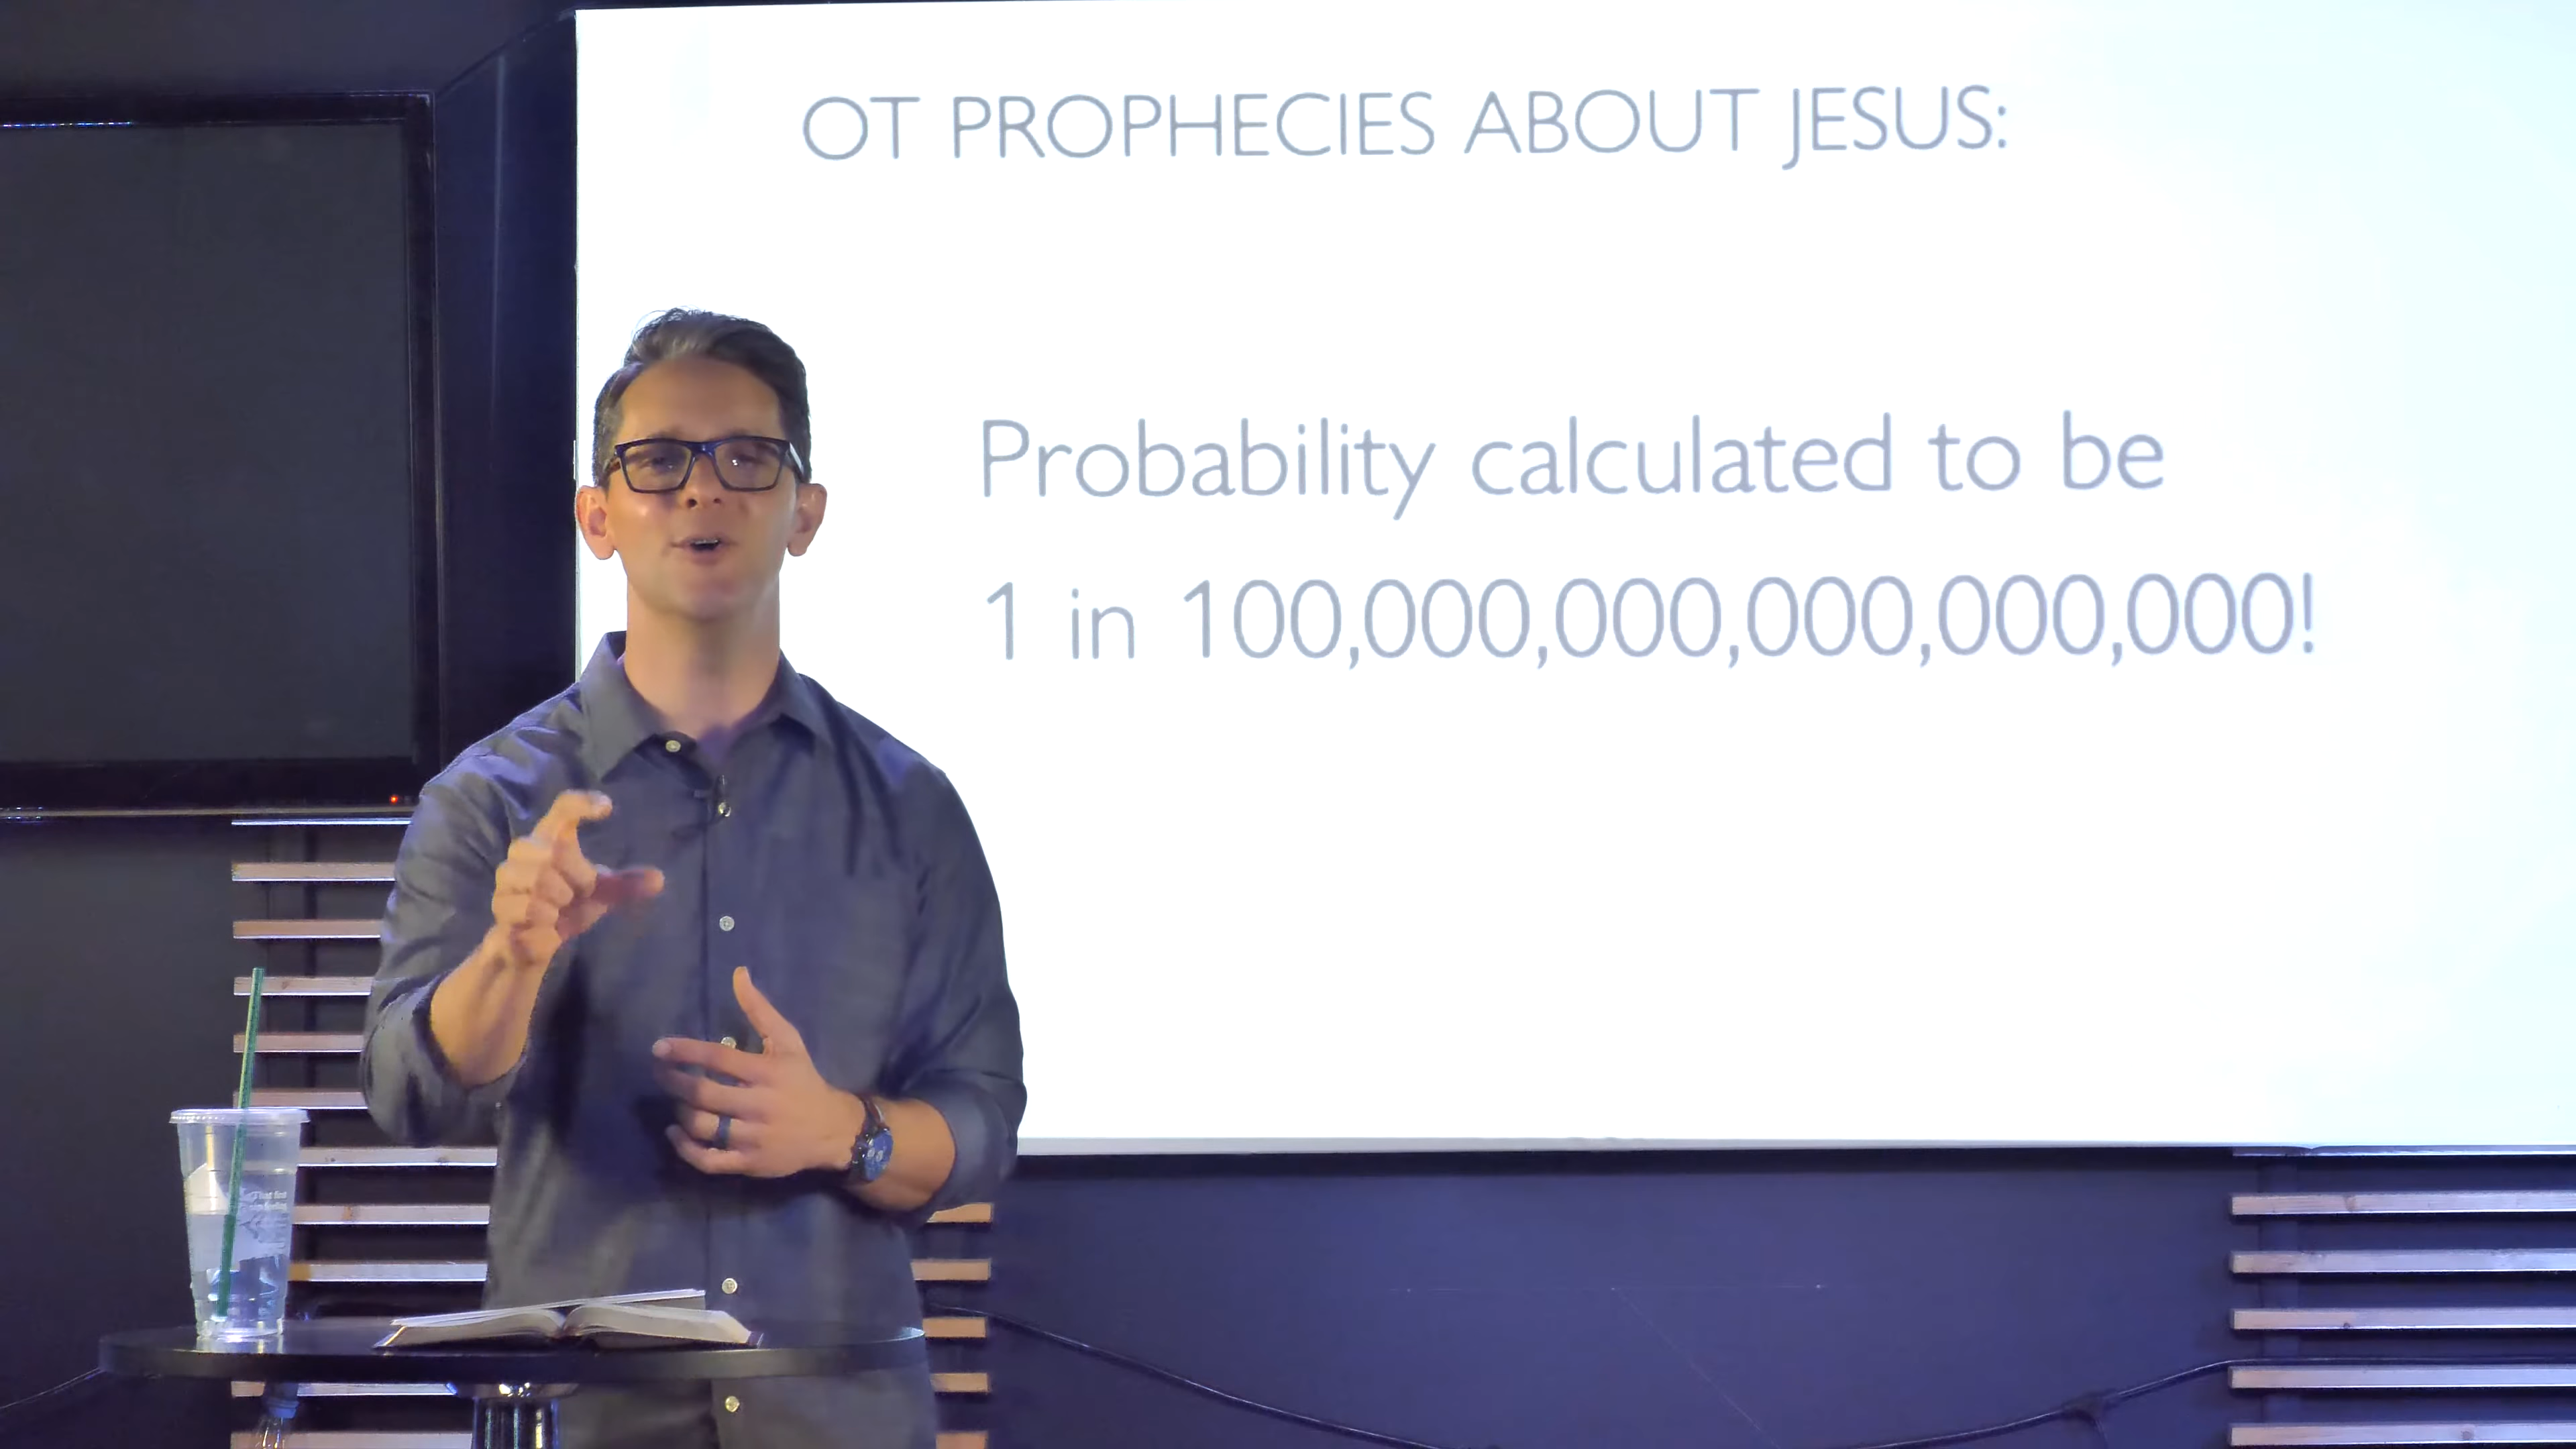 OT PROPHECIES ABOUT JESUS:
Probability calculated to be
1 in 100,000,000,000,000,000!